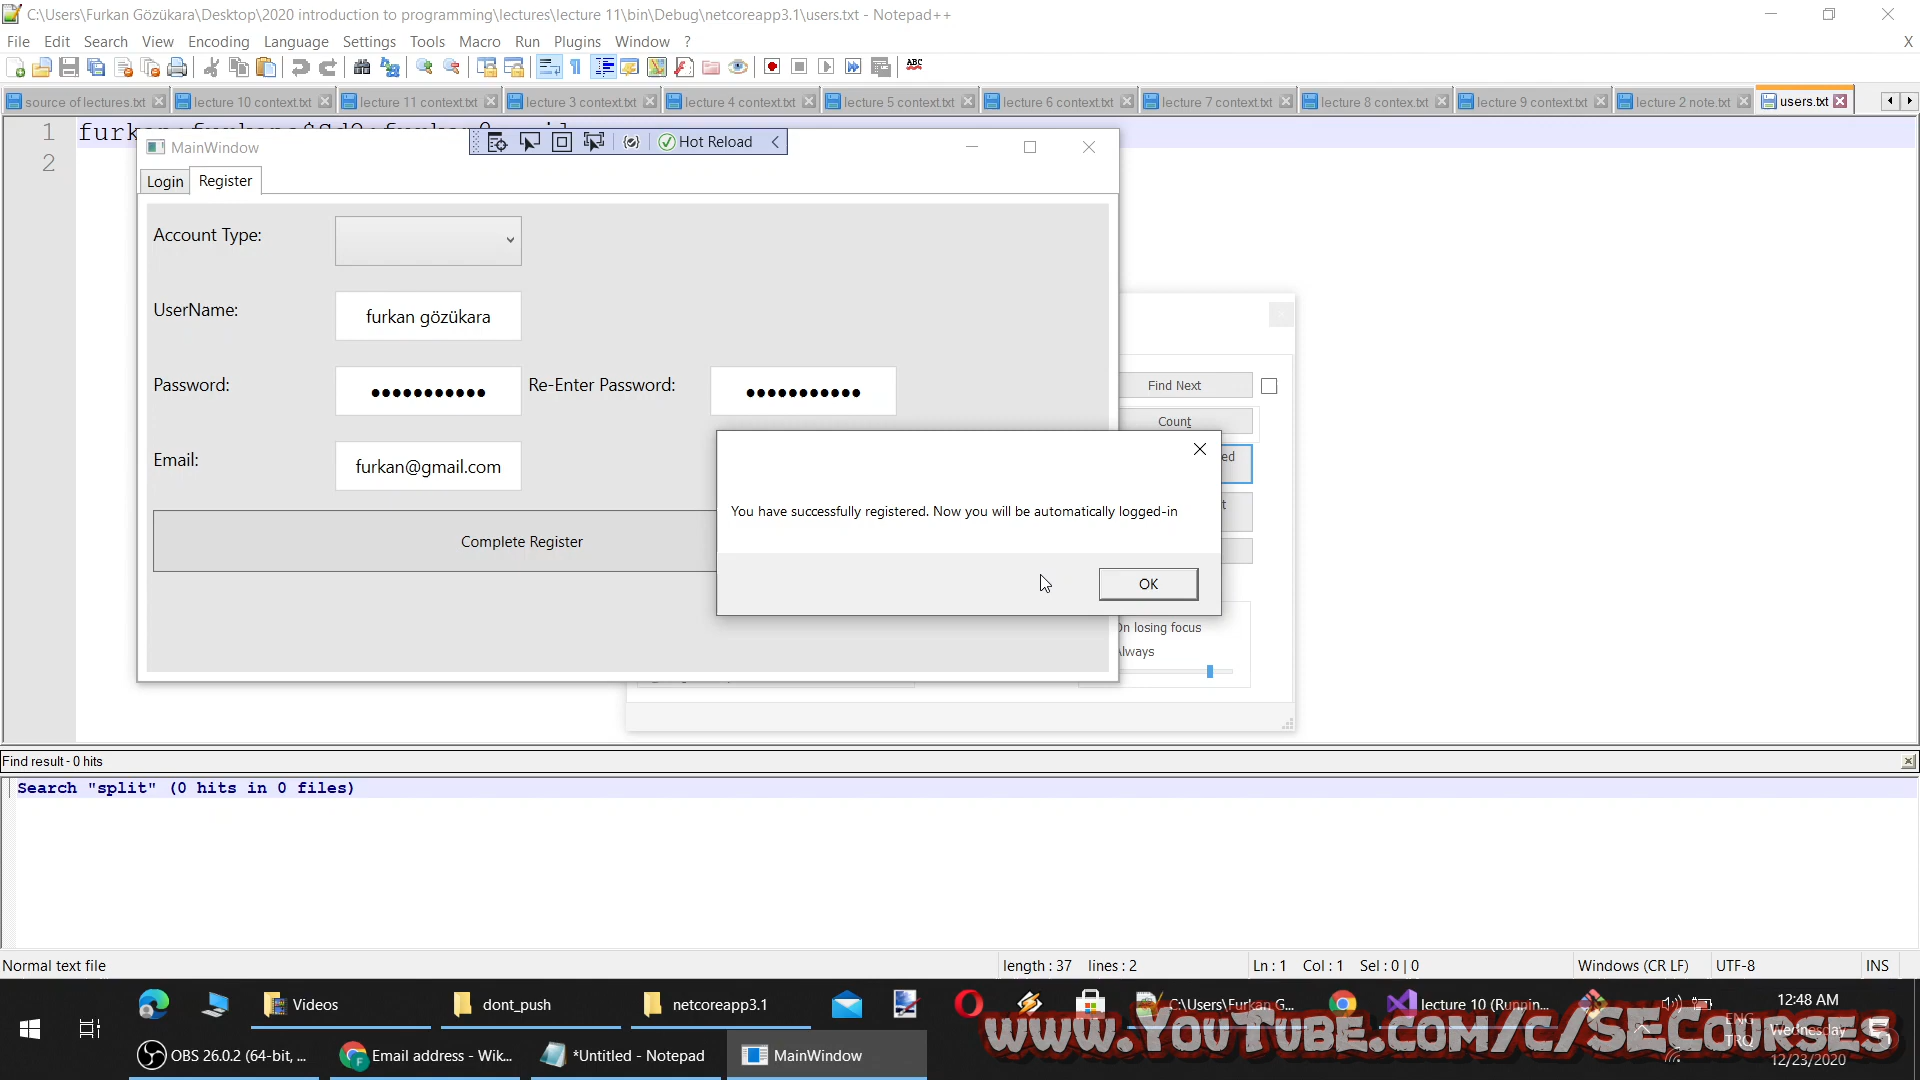 C:\Users\Furkan Gözükara\Desktop\2020 introduction to programming\lectures\lecture 11\bin\Debug\netcoreapp3.1\users.txt - Notepad++
File Edit Search View Encoding Language Settings Tools Macro Run Plugins Window ?
X
ABC
source of lectures.txt lecture 10 context.txt lecture 11 context.txt lecture 3 context.txt lecture 4 context.txt lecture 5 context.txt lecture 6 context.txt lecture 7 context.txt lecture 8 contex.txt lecture 9 context.txt lecture 2 note.txt users.txt
1
2
MainWindow
Hot Reload
Login Register
Account Type:
UserName: furkan gözükara
Password: ●●●●●●●●●●● Re-Enter Password: ●●●●●●●●●●●
Find Next
Count
Email: furkan@gmail.com
You have successfully registered. Now you will be automatically logged-in
Complete Register
OK
On losing focus
Always
Find result - 0 hits
Search "split" (0 hits in 0 files)
Normal text file length : 37 lines : 2 Ln : 1 Col : 1 Sel : 0 | 0 Windows (CR LF) UTF-8 INS
Videos dont_push netcoreapp3.1 C:\Users\Furkan G... lecture 10 (Runnin...
12:48 AM
OBS 26.0.2 (64-bit, ... Email address - Wik... *Untitled - Notepad MainWindow
ENG
TRQ
Wednesday
12/23/2020
www.YouTube.com/c/SECourses